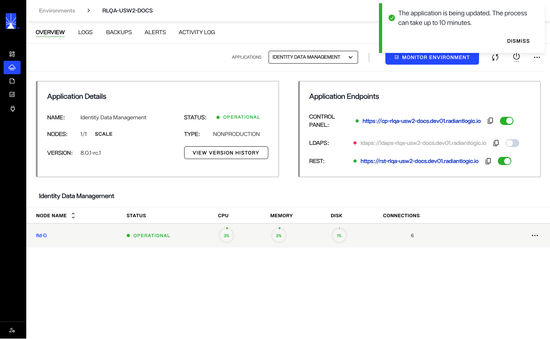 Environments > RLQA-USW2-DOCS
The application is being updated. The process
can take up to 10 minutes.
DISMISS
OVERVIEW LOGS BACKUPS ALERTS ACTIVITY LOG
APPLICATIONS: IDENTITY DATA MANAGEMENT MONITOR ENVIRONMENT
Application Details
NAME: Identity Data Management STATUS: OPERATIONAL
NODES: 1/1 SCALE TYPE: NONPRODUCTION
VERSION: 8.0.1-rc.1 VIEW VERSION HISTORY
Application Endpoints
CONTROL
PANEL: https://cp-rlqa-usw2-docs.dev01.radiantlogic.io
LDAPS: ldaps://ldaps-rlqa-usw2-docs.dev01.radiantlogic.io
REST: https://rest-rlqa-usw2-docs.dev01.radiantlogic.io
Identity Data Management
NODE NAME STATUS CPU MEMORY DISK CONNECTIONS
fid-0 OPERATIONAL 6